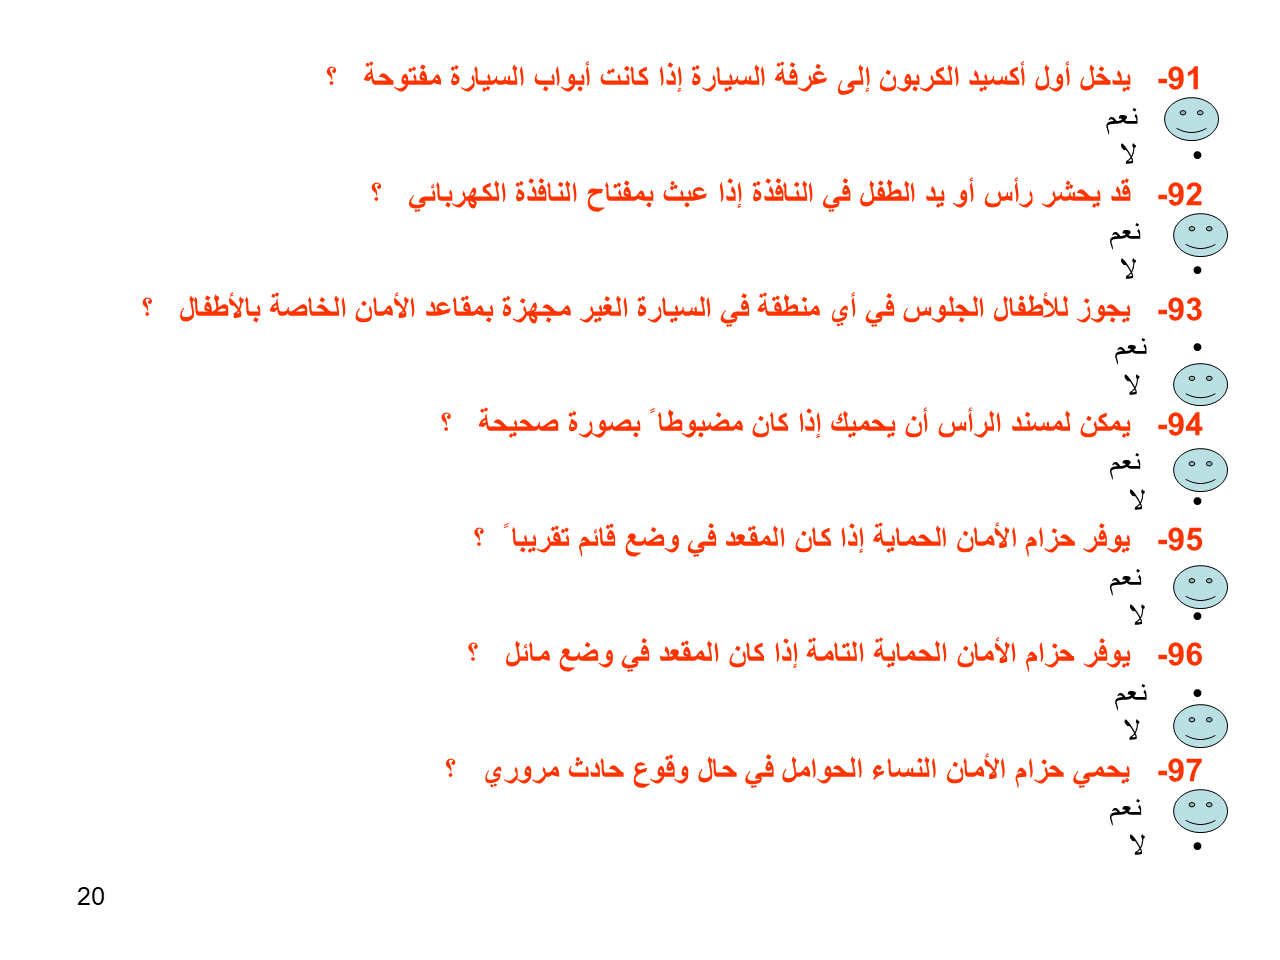 91- يدخل أول أكسيد الكربون إلى غرفة السيارة إذا كانت أبواب السيارة مفتوحة ؟
نعم
• لا
92- قد يحشر رأس أو يد الطفل في النافذة إذا عبث بمفتاح النافذة الكهربائي ؟
نعم
• لا
93- يجوز للأطفال الجلوس في أي منطقة في السيارة الغير مجهزة بمقاعد الأمان الخاصة بالأطفال ؟
• نعم
لا
94- يمكن لمسند الرأس أن يحميك إذا كان مضبوطا ً بصورة صحيحة ؟
نعم
• لا
95- يوفر حزام الأمان الحماية إذا كان المقعد في وضع قائم تقريبا ً ؟
نعم
• لا
96- يوفر حزام الأمان الحماية التامة إذا كان المقعد في وضع مائل ؟
• نعم
لا
97- يحمي حزام الأمان النساء الحوامل في حال وقوع حادث مروري ؟
نعم
• لا
20